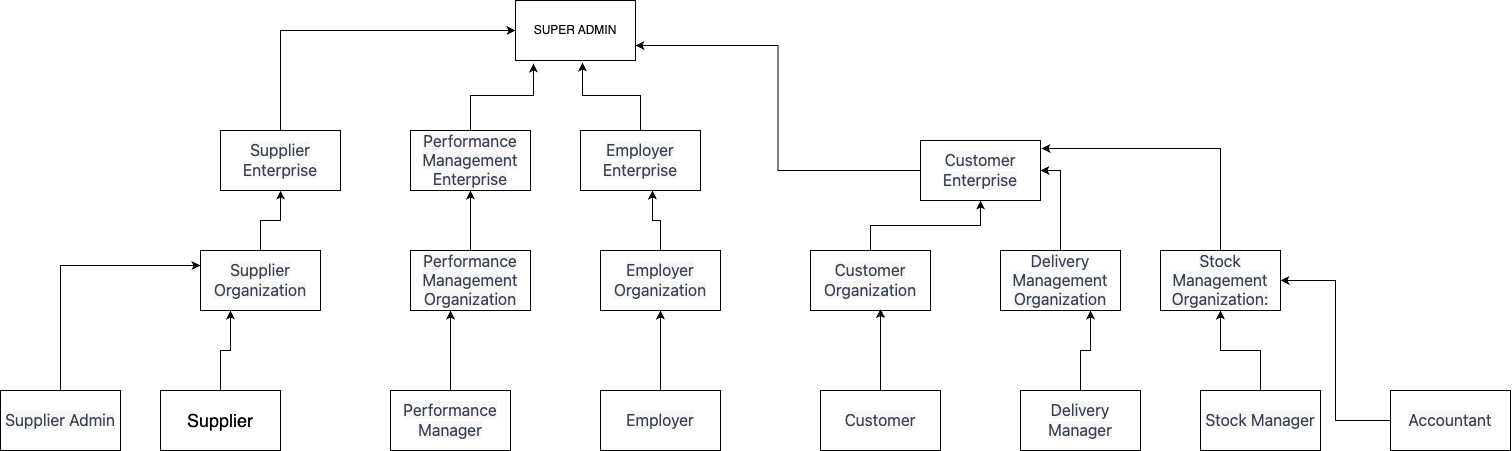 SUPER ADMIN
Supplier
Enterprise
Performance
Management
Enterprise
Employer
Enterprise
Customer
Enterprise
Supplier
Organization
Performance
Management
Organization
Employer
Organization
Customer
Organization
Delivery
Management
Organization
Stock
Management
Organization:
Supplier Admin
Supplier
Performance
Manager
Employer
Customer
Delivery
Manager
Stock Manager
Accountant